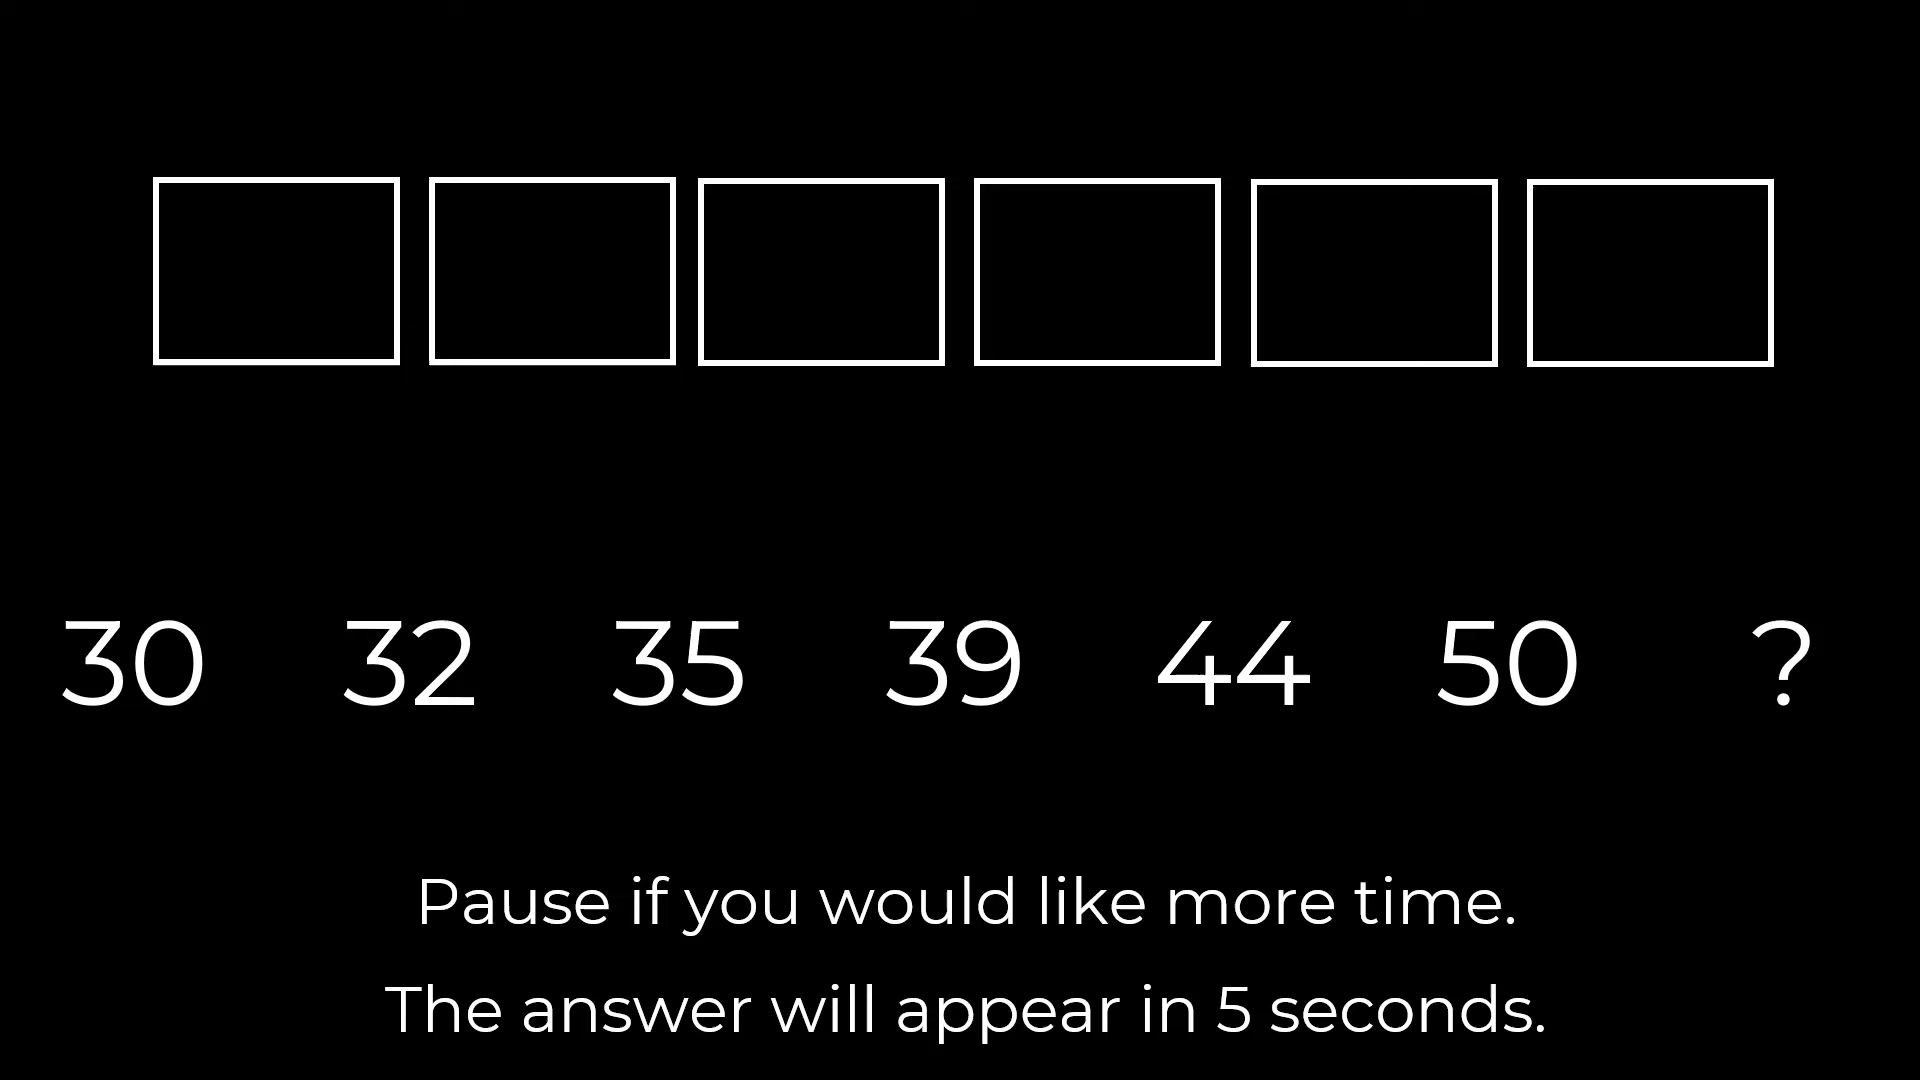 30 32 35 39 44 50 ?
Pause if you would like more time.
The answer will appear in 5 seconds.